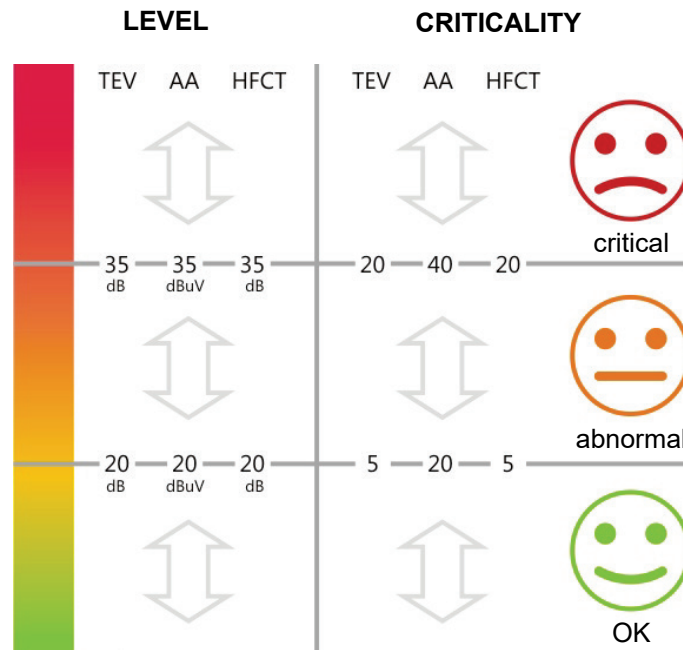 LEVEL CRITICALITY
TEV AA HFCT TEV AA HFCT
critical
35 35 35 20 40 20
dB dBuV dB
abnormal
20 20 20 5 20 5
dB dBuV dB
OK